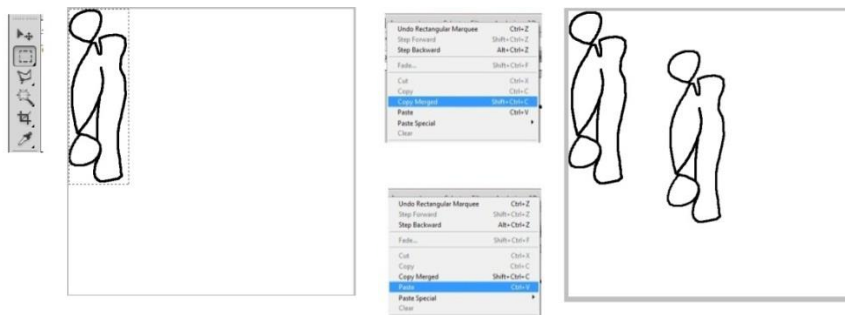 Undo Rectangular Marquee Ctrl+Z
Step Forward Shift+Ctrl+Z
Step Backward Alt+Ctrl+Z
Fade... Shift+Ctrl+F
Cut Ctrl+X
Copy Ctrl+C
Copy Merged Shift+Ctrl+C
Paste Ctrl+V
Paste Special
Clear
Undo Rectangular Marquee Ctrl+Z
Step Forward Shift+Ctrl+Z
Step Backward Alt+Ctrl+Z
Fade... Shift+Ctrl+F
Cut Ctrl+X
Copy Ctrl+C
Copy Merged Shift+Ctrl+C
Paste Ctrl+V
Paste Special
Clear